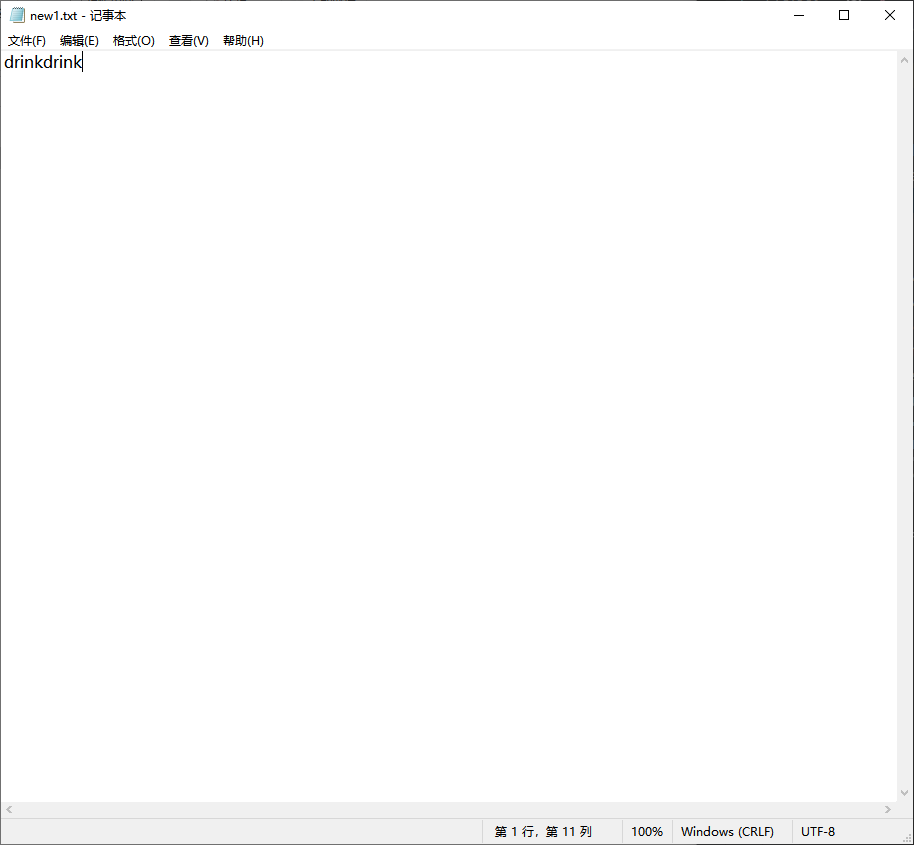 new1.txt - 记事本
文件(F) 编辑(E) 格式(O) 查看(V) 帮助(H)
drinkdrink
第 1 行，第 11 列 100% Windows (CRLF) UTF-8